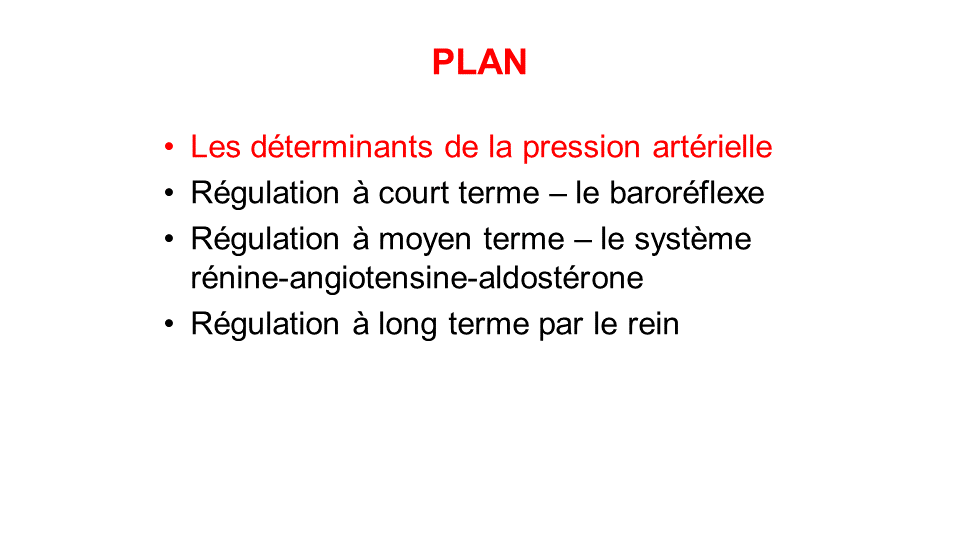 PLAN
• Les déterminants de la pression artérielle
• Régulation à court terme – le baroréflexe
• Régulation à moyen terme – le système
rénine-angiotensine-aldostérone
• Régulation à long terme par le rein